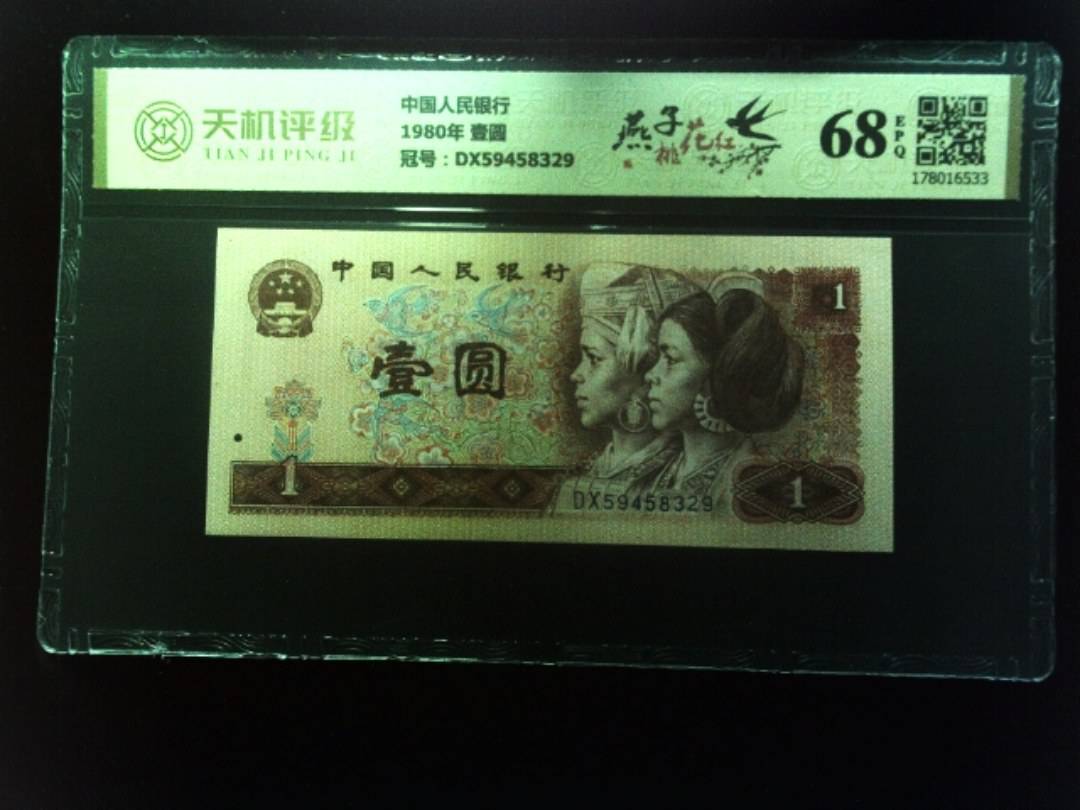 天机评级
TIAN JI PING JI
中国人民银行
1980年 壹圆
冠号：DX59458329
燕子桃花红
68
EPQ
178016533
中国人民银行
1
壹圆
1
DX59458329
1